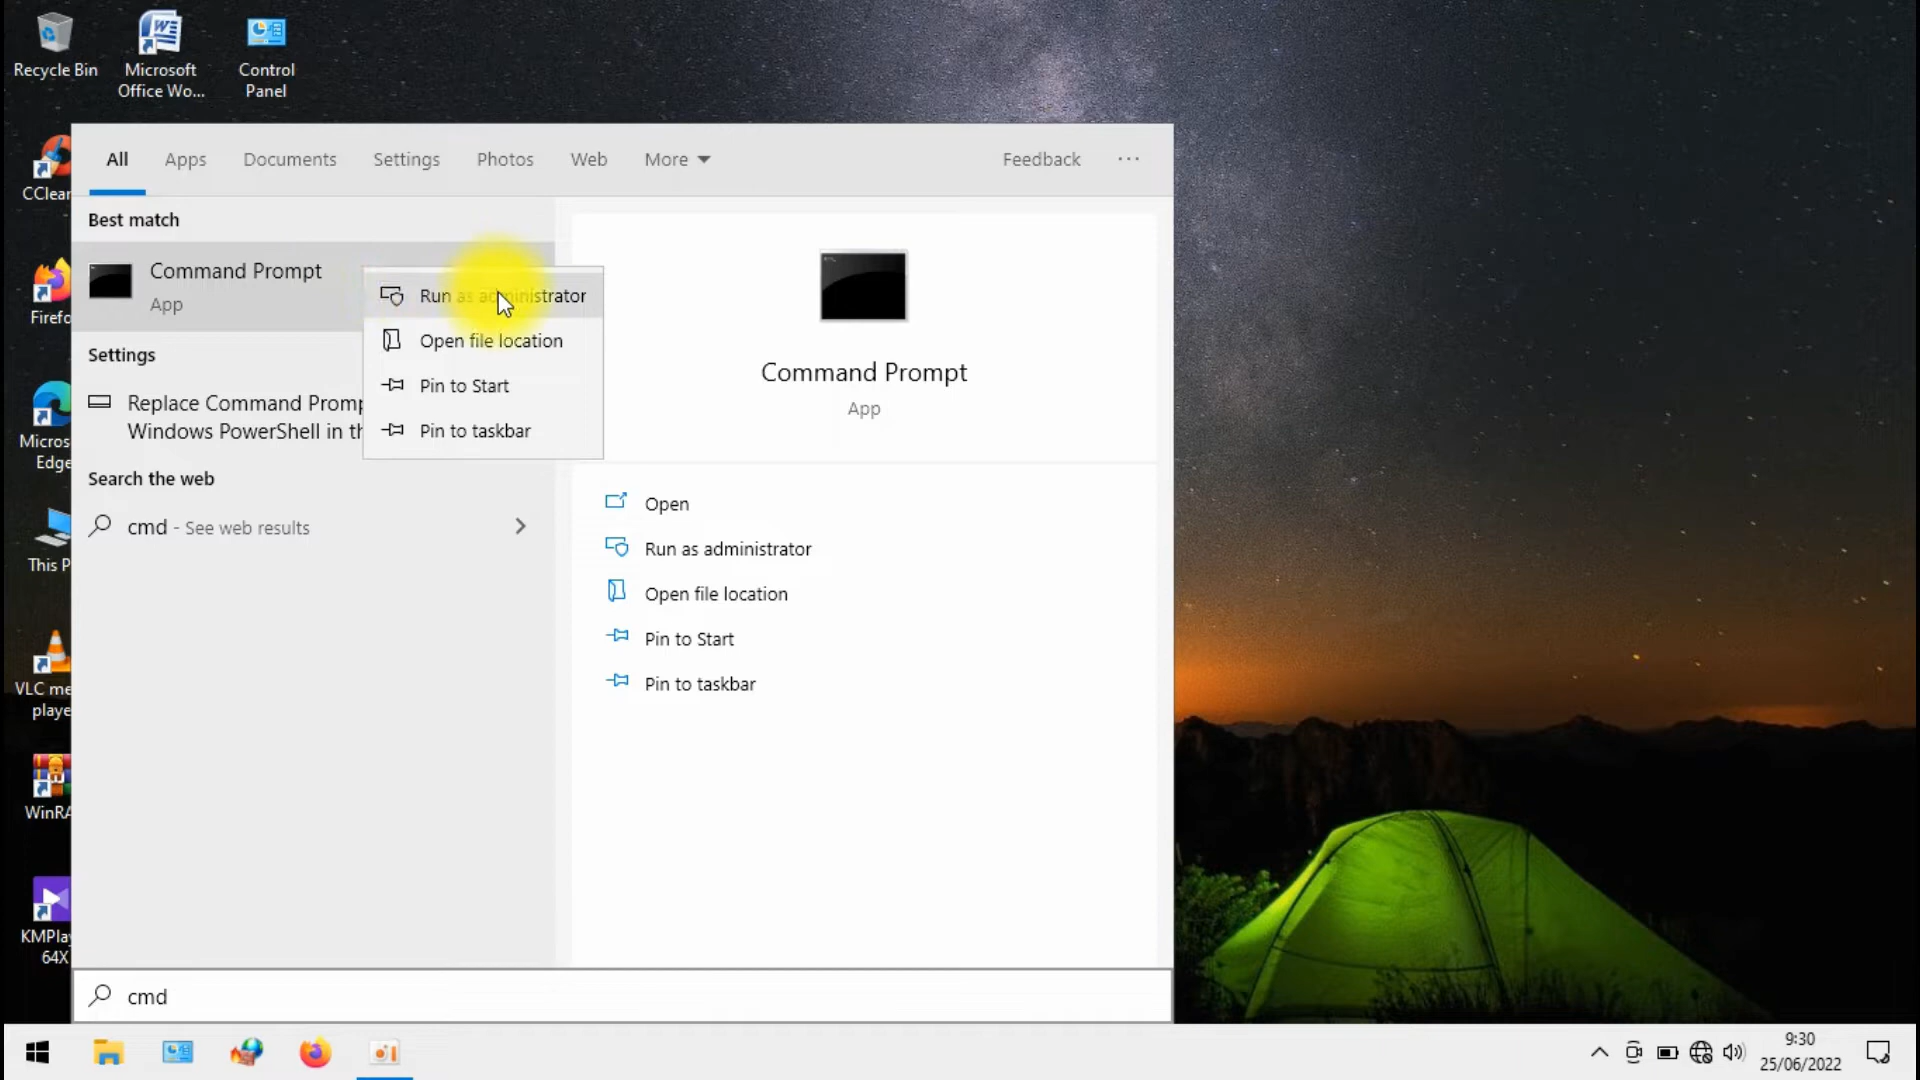 Recycle Bin
Microsoft
Office Wo...
Control
Panel
CClear
Firefo
Micros
Edge
This P
VLC me
playe
WinRA
KMPla
64X
All
Apps
Documents
Settings
Photos
Web
More
Feedback
...
Best match
Command Prompt
App
Settings
Replace Command Promp
Windows PowerShell in th
Search the web
cmd - See web results
Run as administrator
Open file location
Pin to Start
Pin to taskbar
Command Prompt
App
Open
Run as administrator
Open file location
Pin to Start
Pin to taskbar
cmd
9:30
25/06/2022